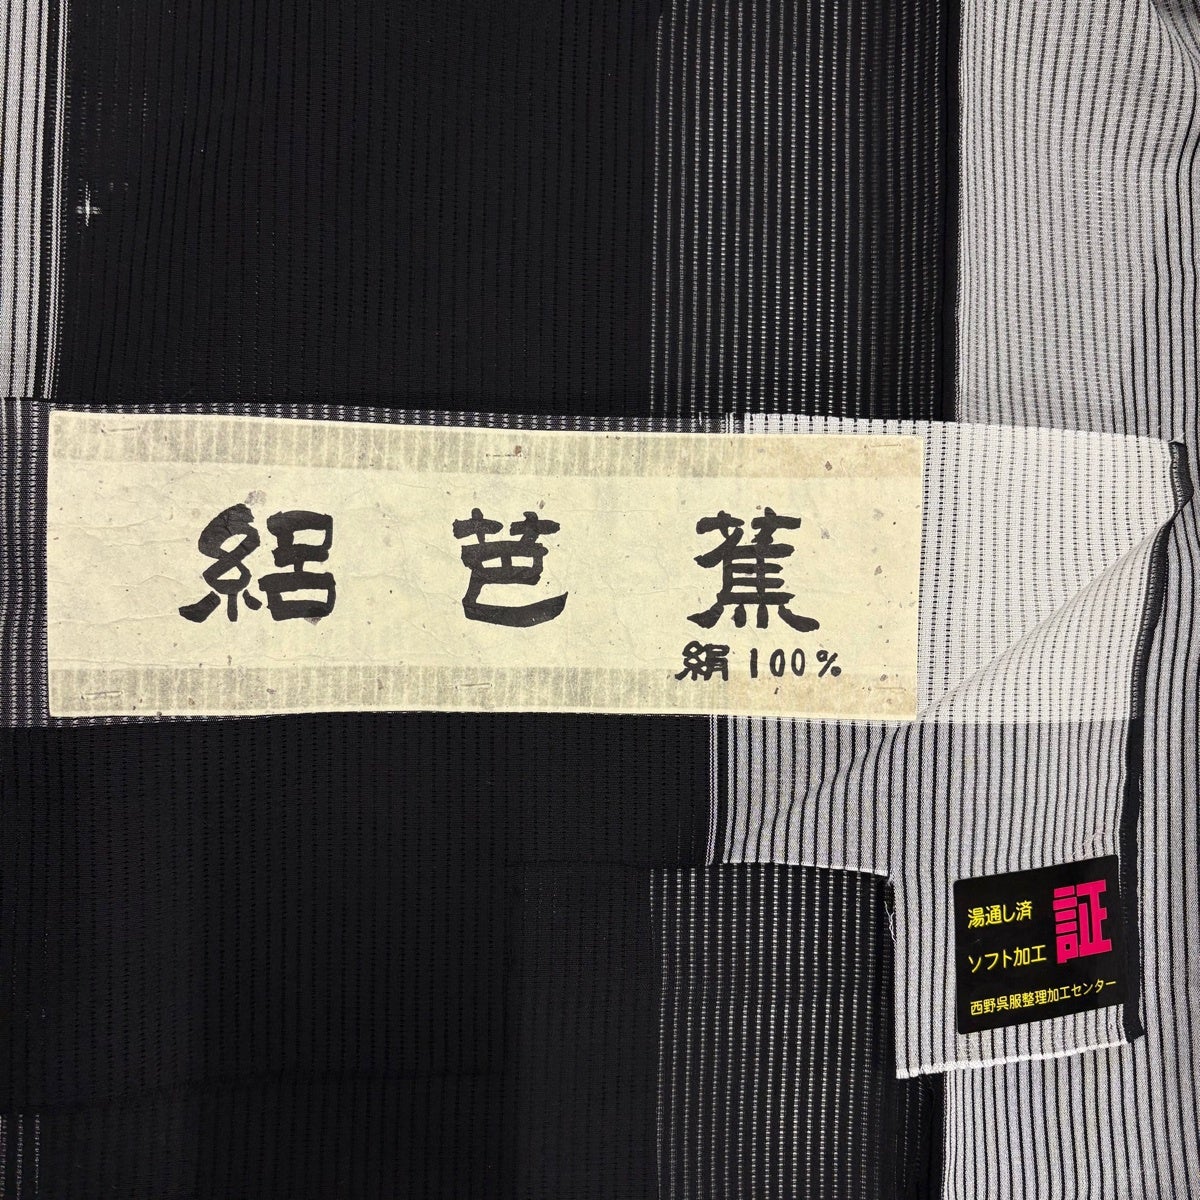 絽芭蕉
絹100%
湯通し済
ソフト加工
証
西野呉服整理加工センター